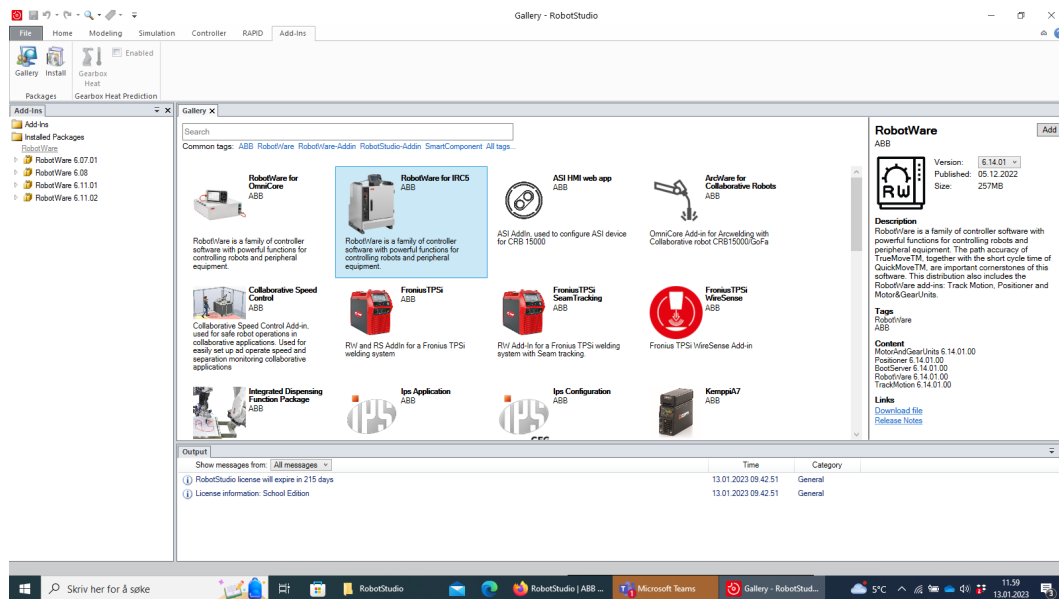 Gallery - RobotStudio
File Home Modeling Simulation Controller RAPID Add-Ins
Gallery Install Gearbox Heat Enabled
Packages Gearbox Heat Prediction
Add-Ins
Add-Ins
Installed Packages
RobotWare
RobotWare 6.07.01
RobotWare 6.08
RobotWare 6.11.01
RobotWare 6.11.02
Gallery X
Search
Common tags: ABB RobotWare RobotWare-Addin RobotStudio-Addin SmartComponent All tags...
RobotWare for OmniCore
ABB
RobotWare is a family of controller
software with powerful functions for
controlling robots and peripheral
equipment.
RobotWare for IRC5
ABB
RobotWare is a family of controller
software with powerful functions for
controlling robots and peripheral
equipment.
ASI HMI web app
ABB
ASI AddIn, used to configure ASI device
for CRB 15000
ArcWare for
Collaborative Robots
ABB
OmniCore Add-in for Arcwelding with
Collaborative robot CRB15000/GoFa
Collaborative Speed
Control
ABB
Collaborative Speed Control Add-in,
used for safe robot operations in
collaborative applications. Used for
easily set up ad operate speed and
separation monitoring collaborative
applications
FroniusTPSi
ABB
RW and RS AddIn for a Fronius TPSi
welding system
FroniusTPSi
SeamTracking
ABB
RW Add-In for a Fronius TPSi welding
system with Seam tracking.
FroniusTPSi
WireSense
ABB
Fronius TPSi WireSense Add-in
Integrated Dispensing
Function Package
ABB
Ips Application
ABB
IPS
Ips Configuration
ABB
IPS
CFG
KemppiA7
ABB
RobotWare
Add
ABB
RW
Version: 6.14.01
Published: 05.12.2022
Size: 257MB
Description
RobotWare is a family of controller software with
powerful functions for controlling robots and
peripheral equipment. The path accuracy of
TrueMoveTM, together with the short cycle time of
QuickMoveTM, are important cornerstones of this
software. This distribution also includes the
RobotWare add-ins: Track Motion, Positioner and
Motor&GearUnits.
Tags
RobotWare
ABB
Content
MotorAndGearUnits 6.14.01.00
Positioner 6.14.01.00
BootServer 6.14.01.00
RobotWare 6.14.01.00
TrackMotion 6.14.01.00
Links
Download file
Release Notes
Output
Show messages from: All messages Time Category
RobotStudio license will expire in 215 days 13.01.2023 09.42.51 General
License information: School Edition 13.01.2023 09.42.51 General
Skriv her for å søke RobotStudio RobotStudio | ABB ... Microsoft Teams Gallery - RobotStud... 5°C 11.59
13.01.2023